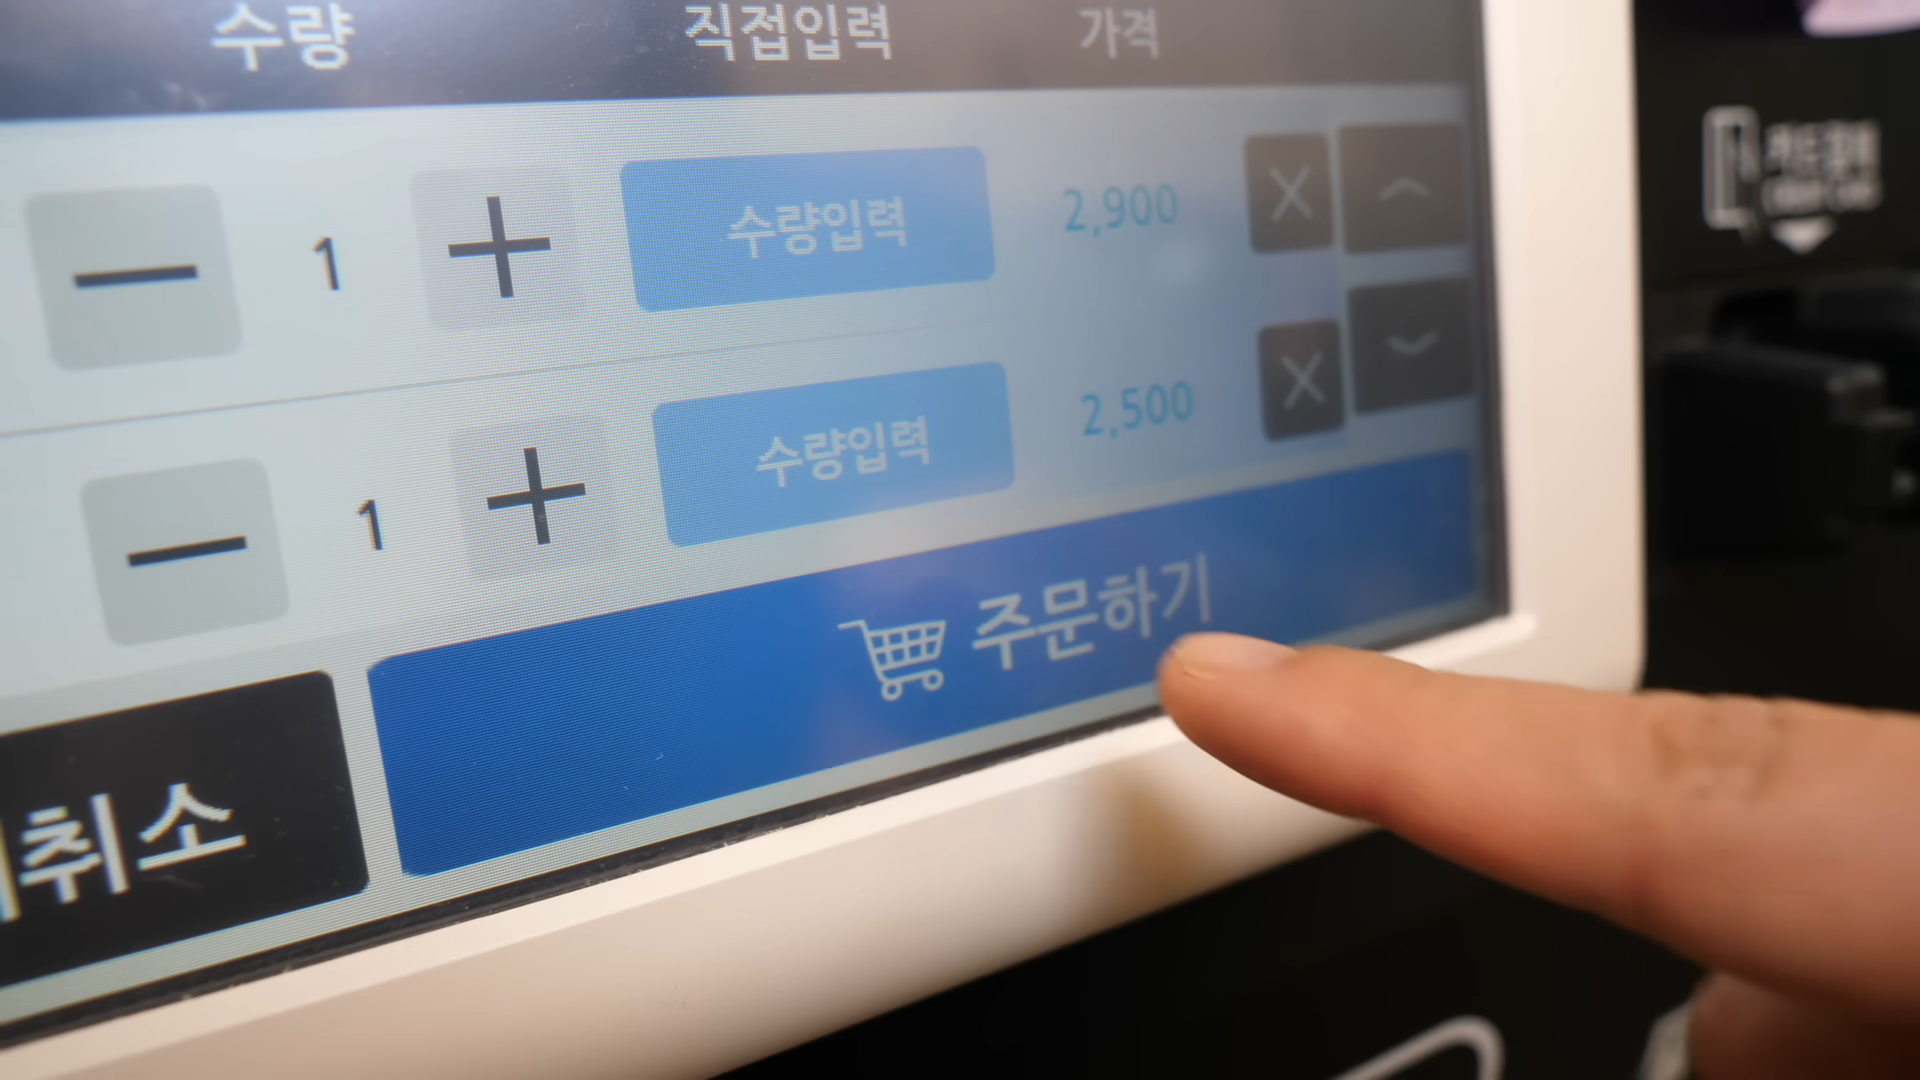 수량 직접입력 가격
1 수량입력 2,900
1 수량입력 2,500
주문하기
취소